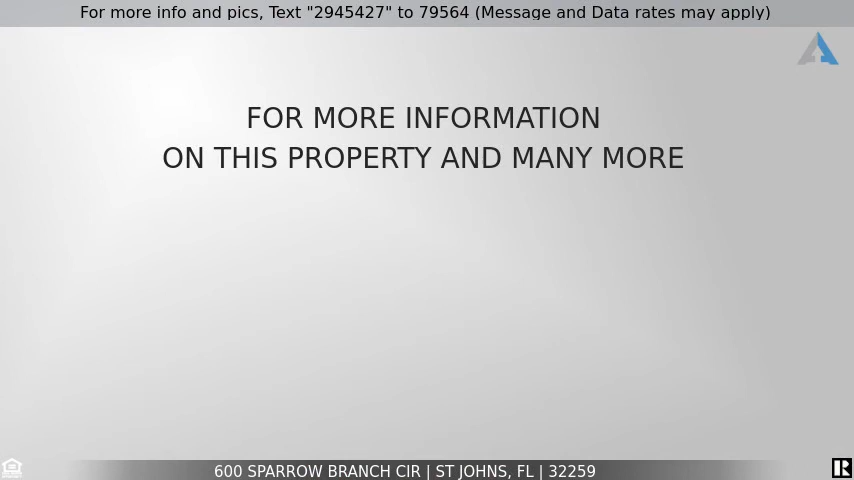 For more info and pics, Text "2945427" to 79564 (Message and Data rates may apply)
FOR MORE INFORMATION
ON THIS PROPERTY AND MANY MORE
600 SPARROW BRANCH CIR | ST JOHNS, FL | 32259